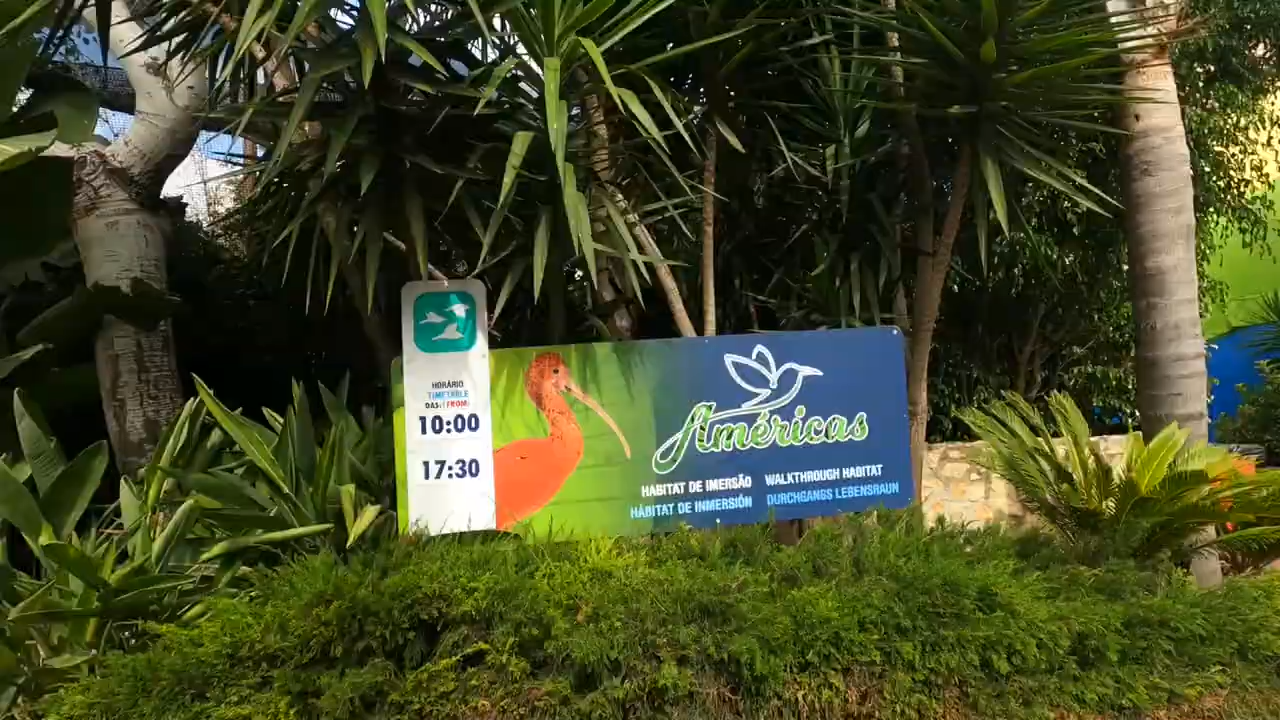 HORÁRIO
TIMETABLE
DAS: | FROM:
10:00
17:30
Américas
HABITAT DE IMERSÃO WALKTHROUGH HABITAT
HÁBITAT DE INMERSIÓN DURCHGANGS LEBENSRAUN